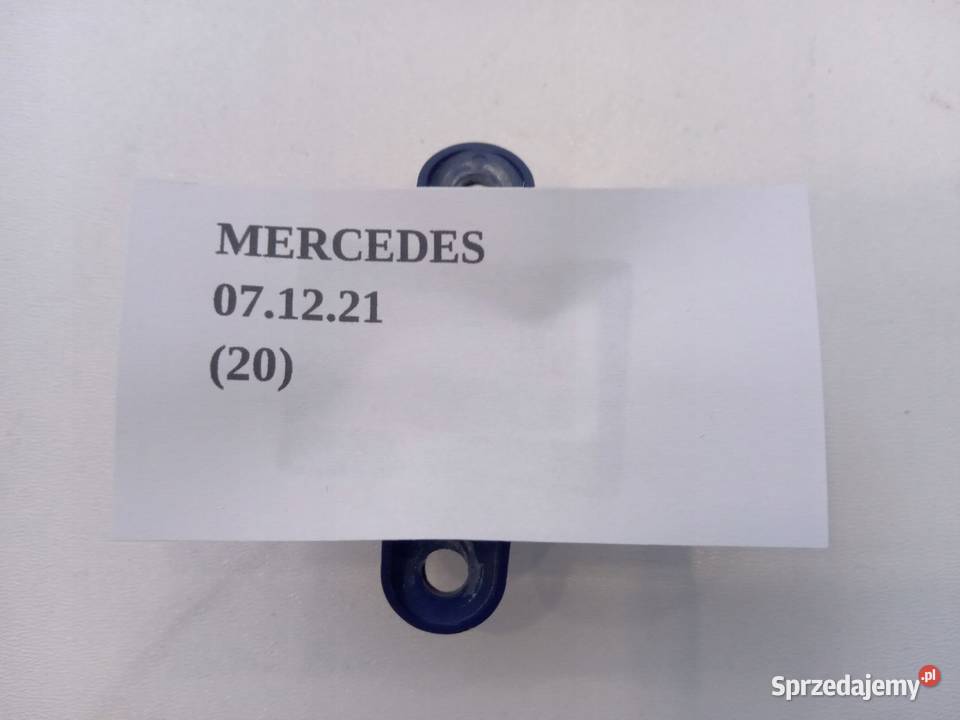 MERCEDES
07.12.21
(20)
Sprzedajemy.pl